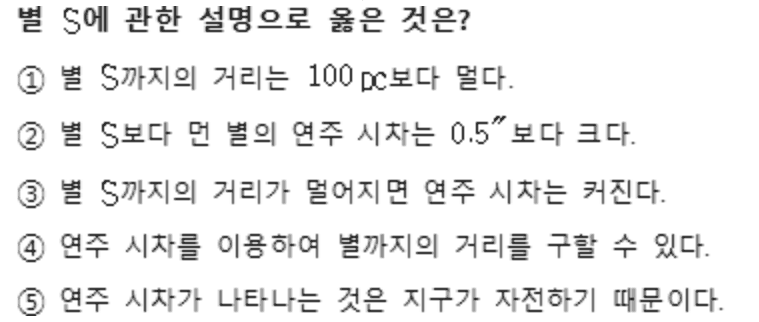 별 S에 관한 설명으로 옳은 것은?
① 별 S까지의 거리는 100pc보다 멀다.
② 별 S보다 먼 별의 연주 시차는 0.5″보다 크다.
③ 별 S까지의 거리가 멀어지면 연주 시차는 커진다.
④ 연주 시차를 이용하여 별까지의 거리를 구할 수 있다.
⑤ 연주 시차가 나타나는 것은 지구가 자전하기 때문이다.